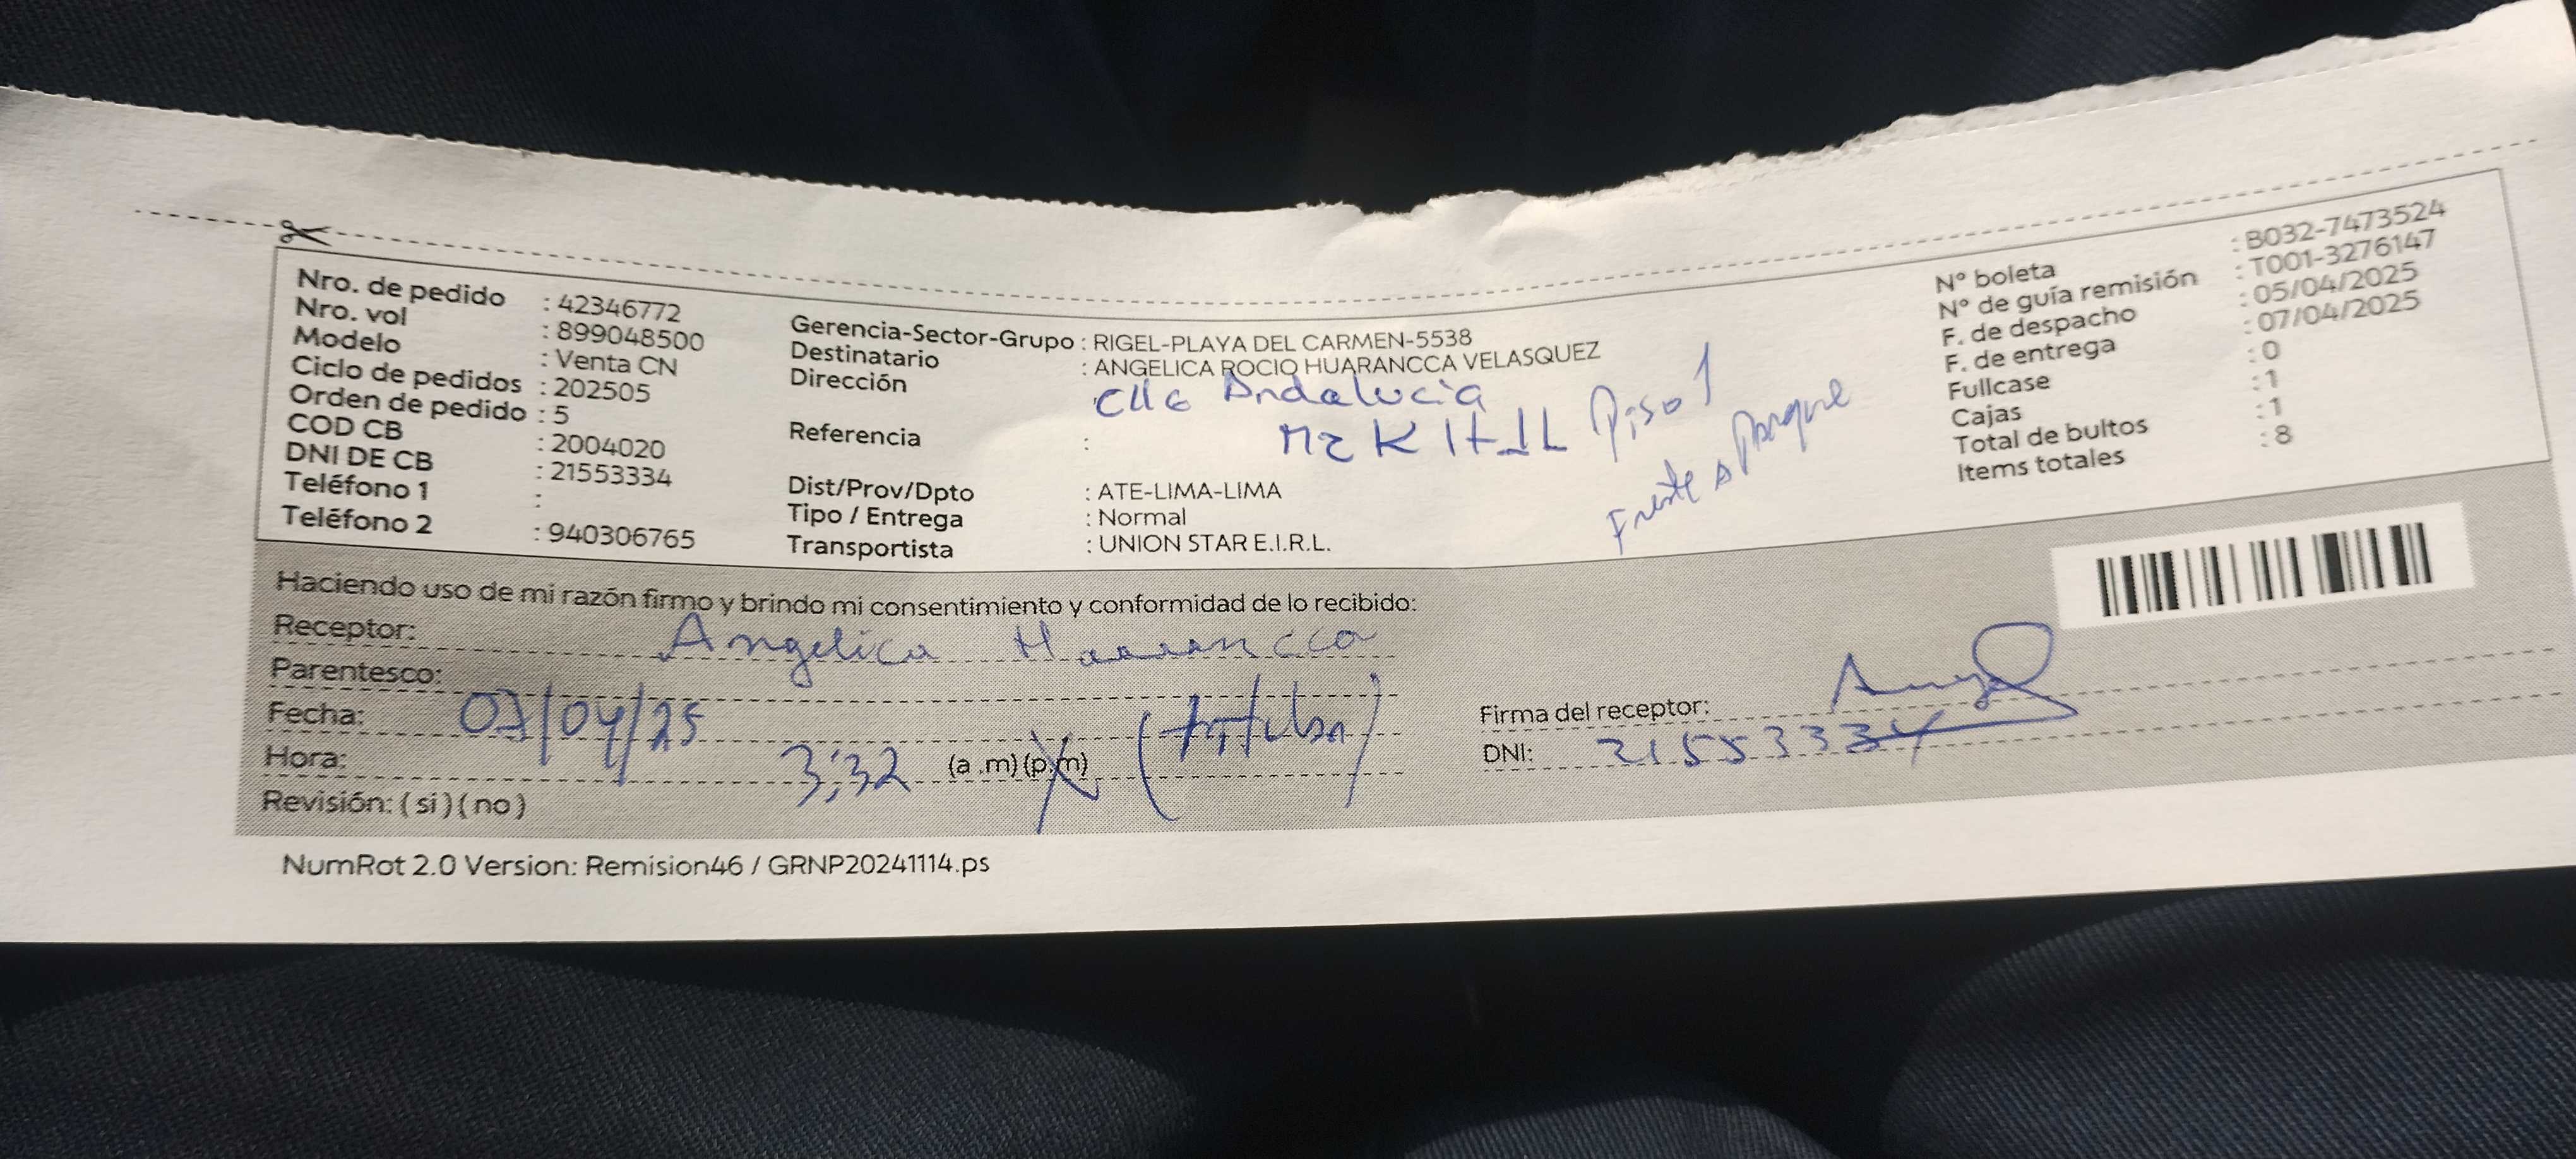 Nro. de pedido : 42346772
Nro. vol : 899048500
Modelo : Venta CN
Ciclo de pedidos : 202505
Orden de pedido : 5
COD CB : 2004020
DNI DE CB : 21553334
Teléfono 1 :
Teléfono 2 : 940306765
Gerencia-Sector-Grupo : RIGEL-PLAYA DEL CARMEN-5538
Destinatario : ANGELICA ROCIO HUARANCCA VELASQUEZ
Dirección : Clle Andalucia
Referencia : Mz K Piso 1
Frente a Parque
Dist/Prov/Dpto : ATE-LIMA-LIMA
Tipo / Entrega : Normal
Transportista : UNION STAR E.I.R.L.
N° boleta : B032-7473524
N° de guía remisión : T001-3276147
F. de despacho : 05/04/2025
F. de entrega : 07/04/2025
Fullcase : 0
Cajas : 1
Total de bultos : 1
Items totales : 8
Haciendo uso de mi razón firmo y brindo mi consentimiento y conformidad de lo recibido:
Receptor: Angelica Huarancca
Parentesco:
Fecha: 07/04/25
Hora: 3:32 (a .m) (p.m)
Revisión: ( si ) ( no )
Firma del receptor:
DNI: 21553334
NumRot 2.0 Version: Remision46 / GRNP20241114.ps